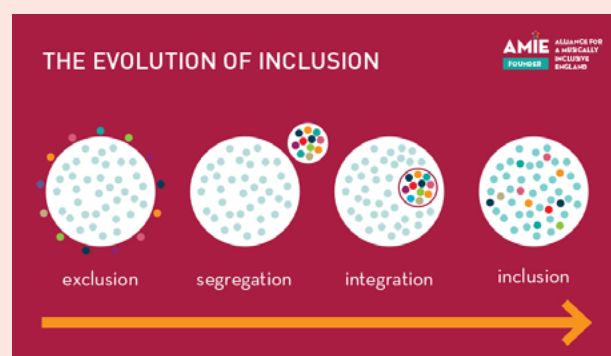 THE EVOLUTION OF INCLUSION
AMIE
FOUNDER
ALLIANCE FOR
A MUSICALLY
INCLUSIVE
ENGLAND
exclusion
segregation
integration
inclusion